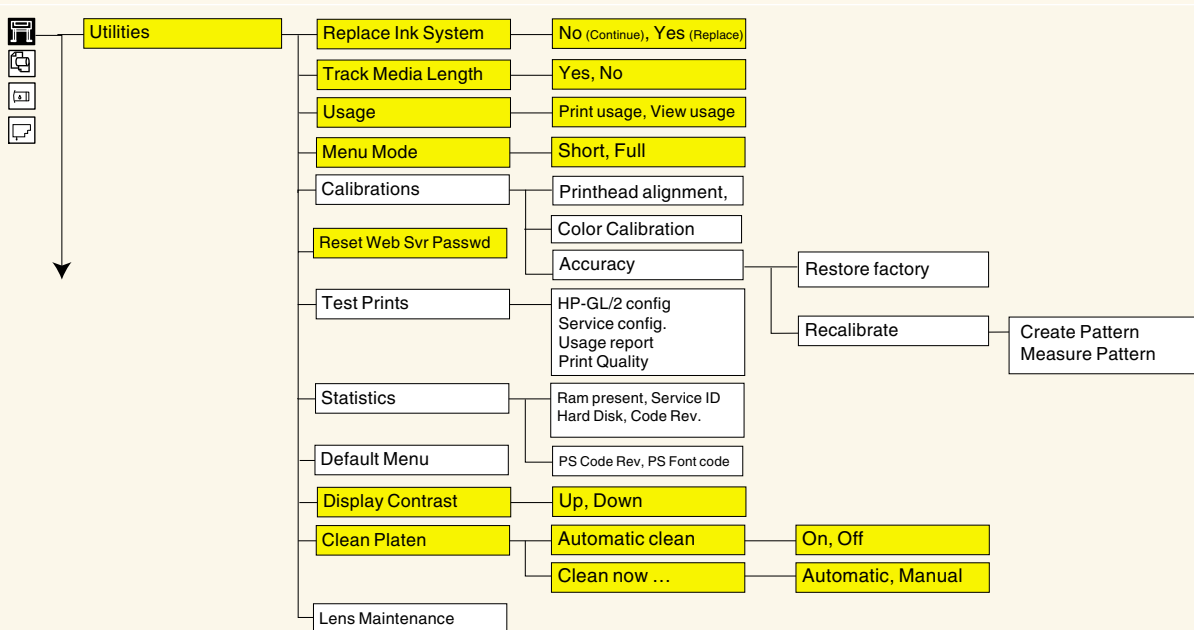 Utilities
Replace Ink System
No (Continue), Yes (Replace)
Track Media Length
Yes, No
Usage
Print usage, View usage
Menu Mode
Short, Full
Calibrations
Printhead alignment,
Color Calibration
Reset Web Svr Passwd
Accuracy
Restore factory
Test Prints
HP-GL/2 config
Service config.
Usage report
Print Quality
Recalibrate
Create Pattern
Measure Pattern
Statistics
Ram present, Service ID
Hard Disk, Code Rev.
Default Menu
PS Code Rev, PS Font code
Display Contrast
Up, Down
Clean Platen
Automatic clean
On, Off
Clean now …
Automatic, Manual
Lens Maintenance